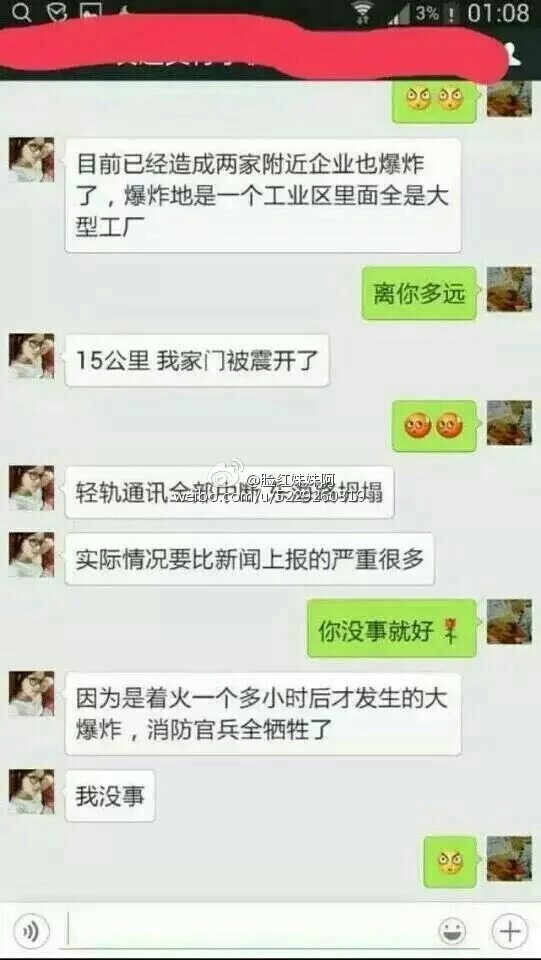 3%
01:08
目前已经造成两家附近企业也爆炸
了，爆炸地是一个工业区里面全是大
型工厂
离你多远
15公里 我家门被震开了
@脸红妹妹阿
weibo.com/u/5229260919
轻轨通讯全部中断
路坍塌
实际情况要比新闻上报的严重很多
你没事就好
因为是着火一个多小时后才发生的大
爆炸，消防官兵全牺牲了
我没事